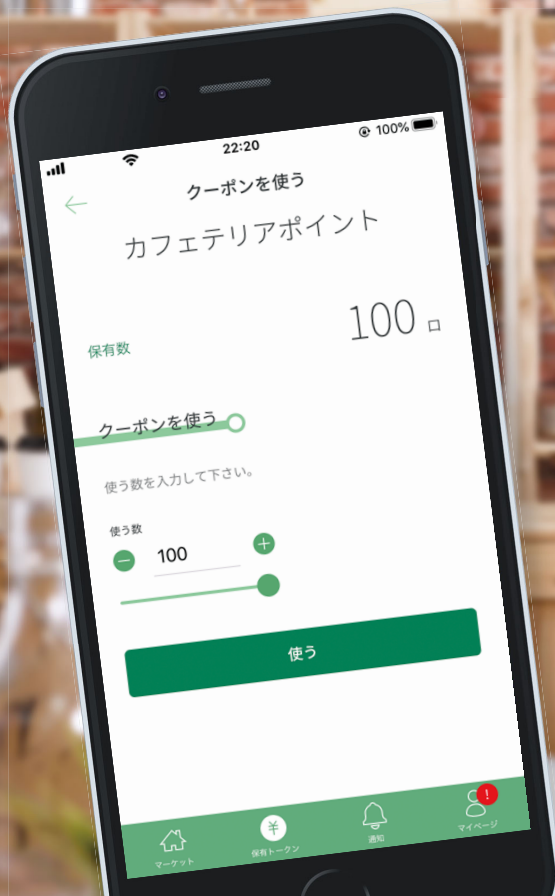 22:20
100%
クーポンを使う
カフェテリアポイント
保有数
100 口
クーポンを使う
使う数を入力して下さい。
使う数
100
使う
マーケット
¥
保有トークン
通知
!
マイページ